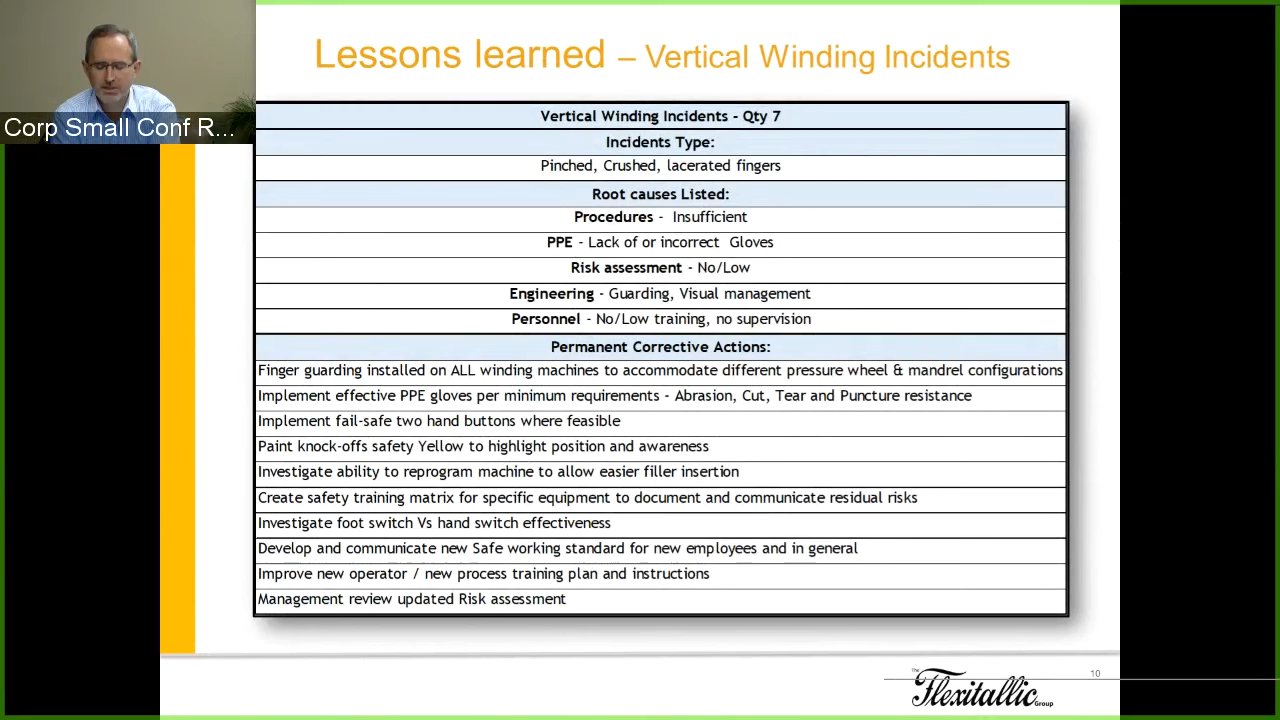 Lessons learned – Vertical Winding Incidents
Corp Small Conf R...
Vertical Winding Incidents - Qty 7
Incidents Type:
Pinched, Crushed, lacerated fingers
Root causes Listed:
Procedures - Insufficient
PPE - Lack of or incorrect Gloves
Risk assessment - No/Low
Engineering - Guarding, Visual management
Personnel - No/Low training, no supervision
Permanent Corrective Actions:
Finger guarding installed on ALL winding machines to accommodate different pressure wheel & mandrel configurations
Implement effective PPE gloves per minimum requirements - Abrasion, Cut, Tear and Puncture resistance
Implement fail-safe two hand buttons where feasible
Paint knock-offs safety Yellow to highlight position and awareness
Investigate ability to reprogram machine to allow easier filler insertion
Create safety training matrix for specific equipment to document and communicate residual risks
Investigate foot switch Vs hand switch effectiveness
Develop and communicate new Safe working standard for new employees and in general
Improve new operator / new process training plan and instructions
Management review updated Risk assessment
The Flexitallic Group
10